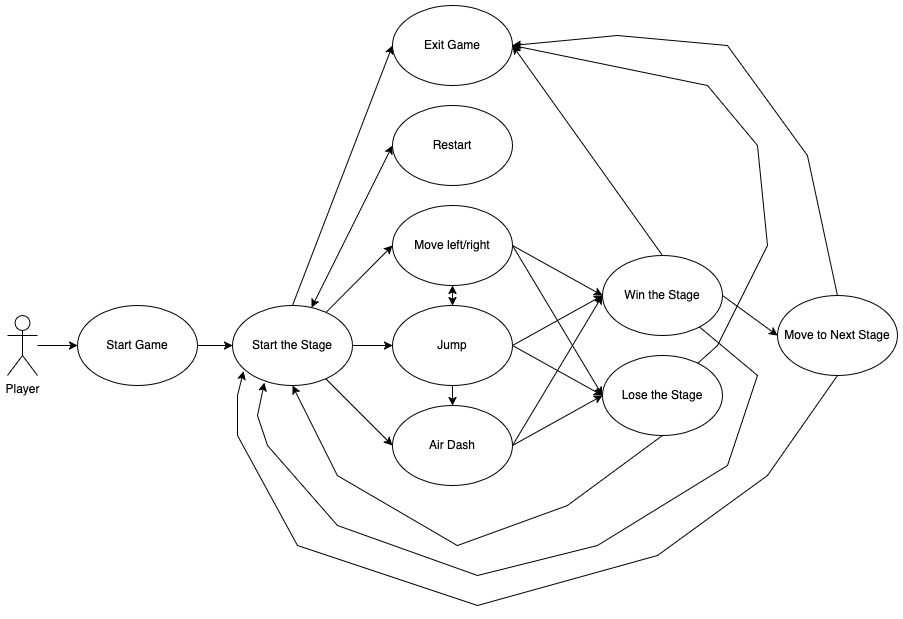 Exit Game
Restart
Move left/right
Win the Stage
Start Game
Start the Stage
Jump
Move to Next Stage
Player
Lose the Stage
Air Dash